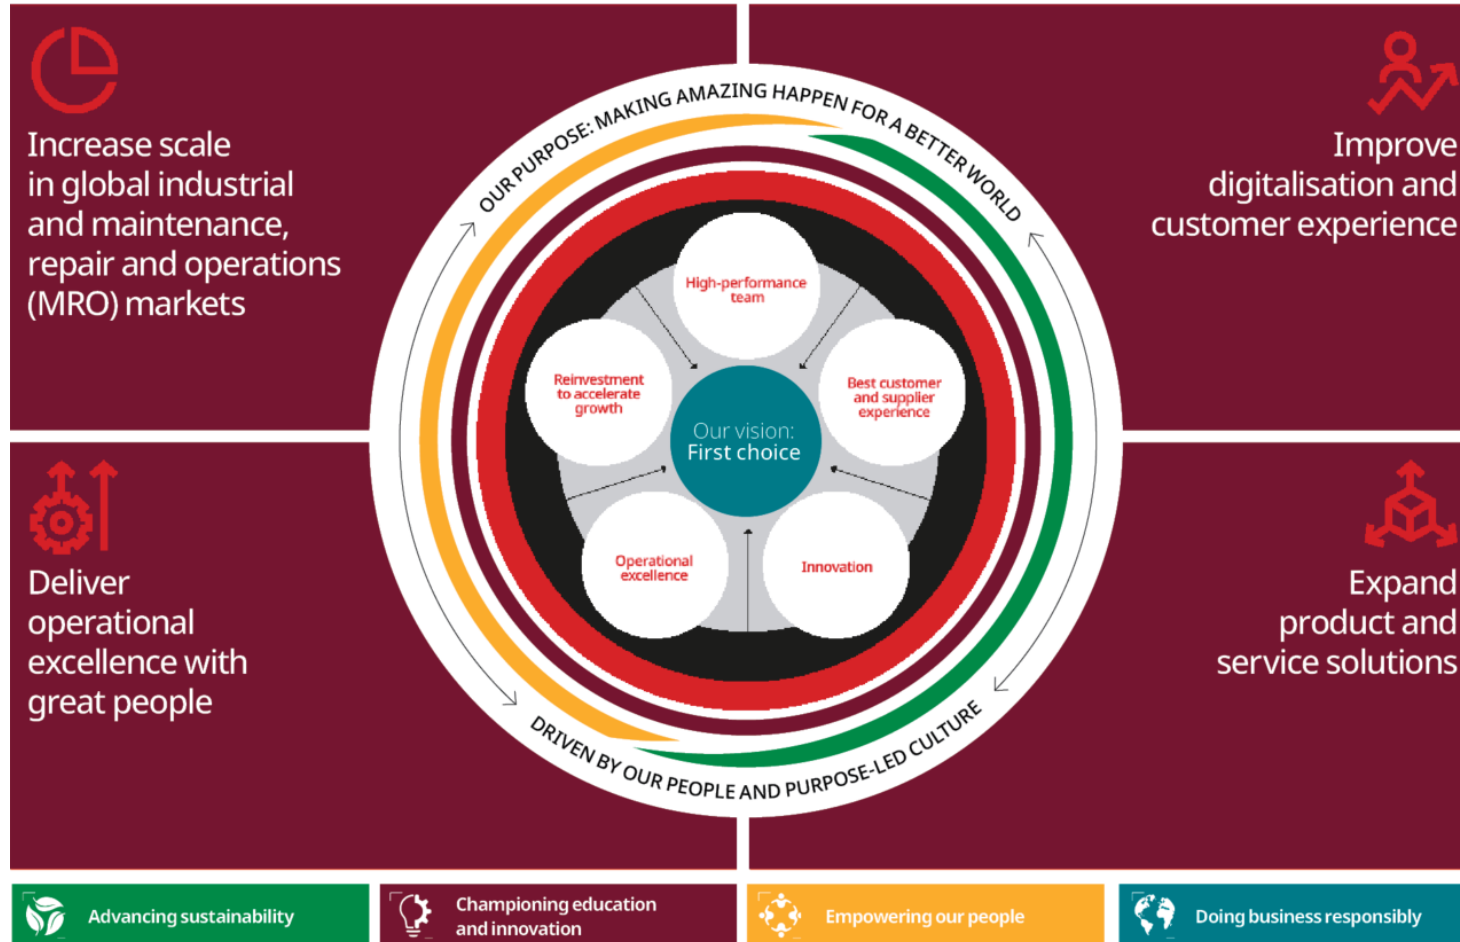 Increase scale
in global industrial
and maintenance,
repair and operations
(MRO) markets
Improve
digitalisation and
customer experience
OUR PURPOSE: MAKING AMAZING HAPPEN FOR A BETTER WORLD
High-performance
team
Reinvestment
to accelerate
growth
Best customer
and supplier
experience
Our vision:
First choice
Operational
excellence
Innovation
DRIVEN BY OUR PEOPLE AND PURPOSE-LED CULTURE
Deliver
operational
excellence with
great people
Expand
product and
service solutions
Advancing sustainability
Championing education
and innovation
Empowering our people
Doing business responsibly